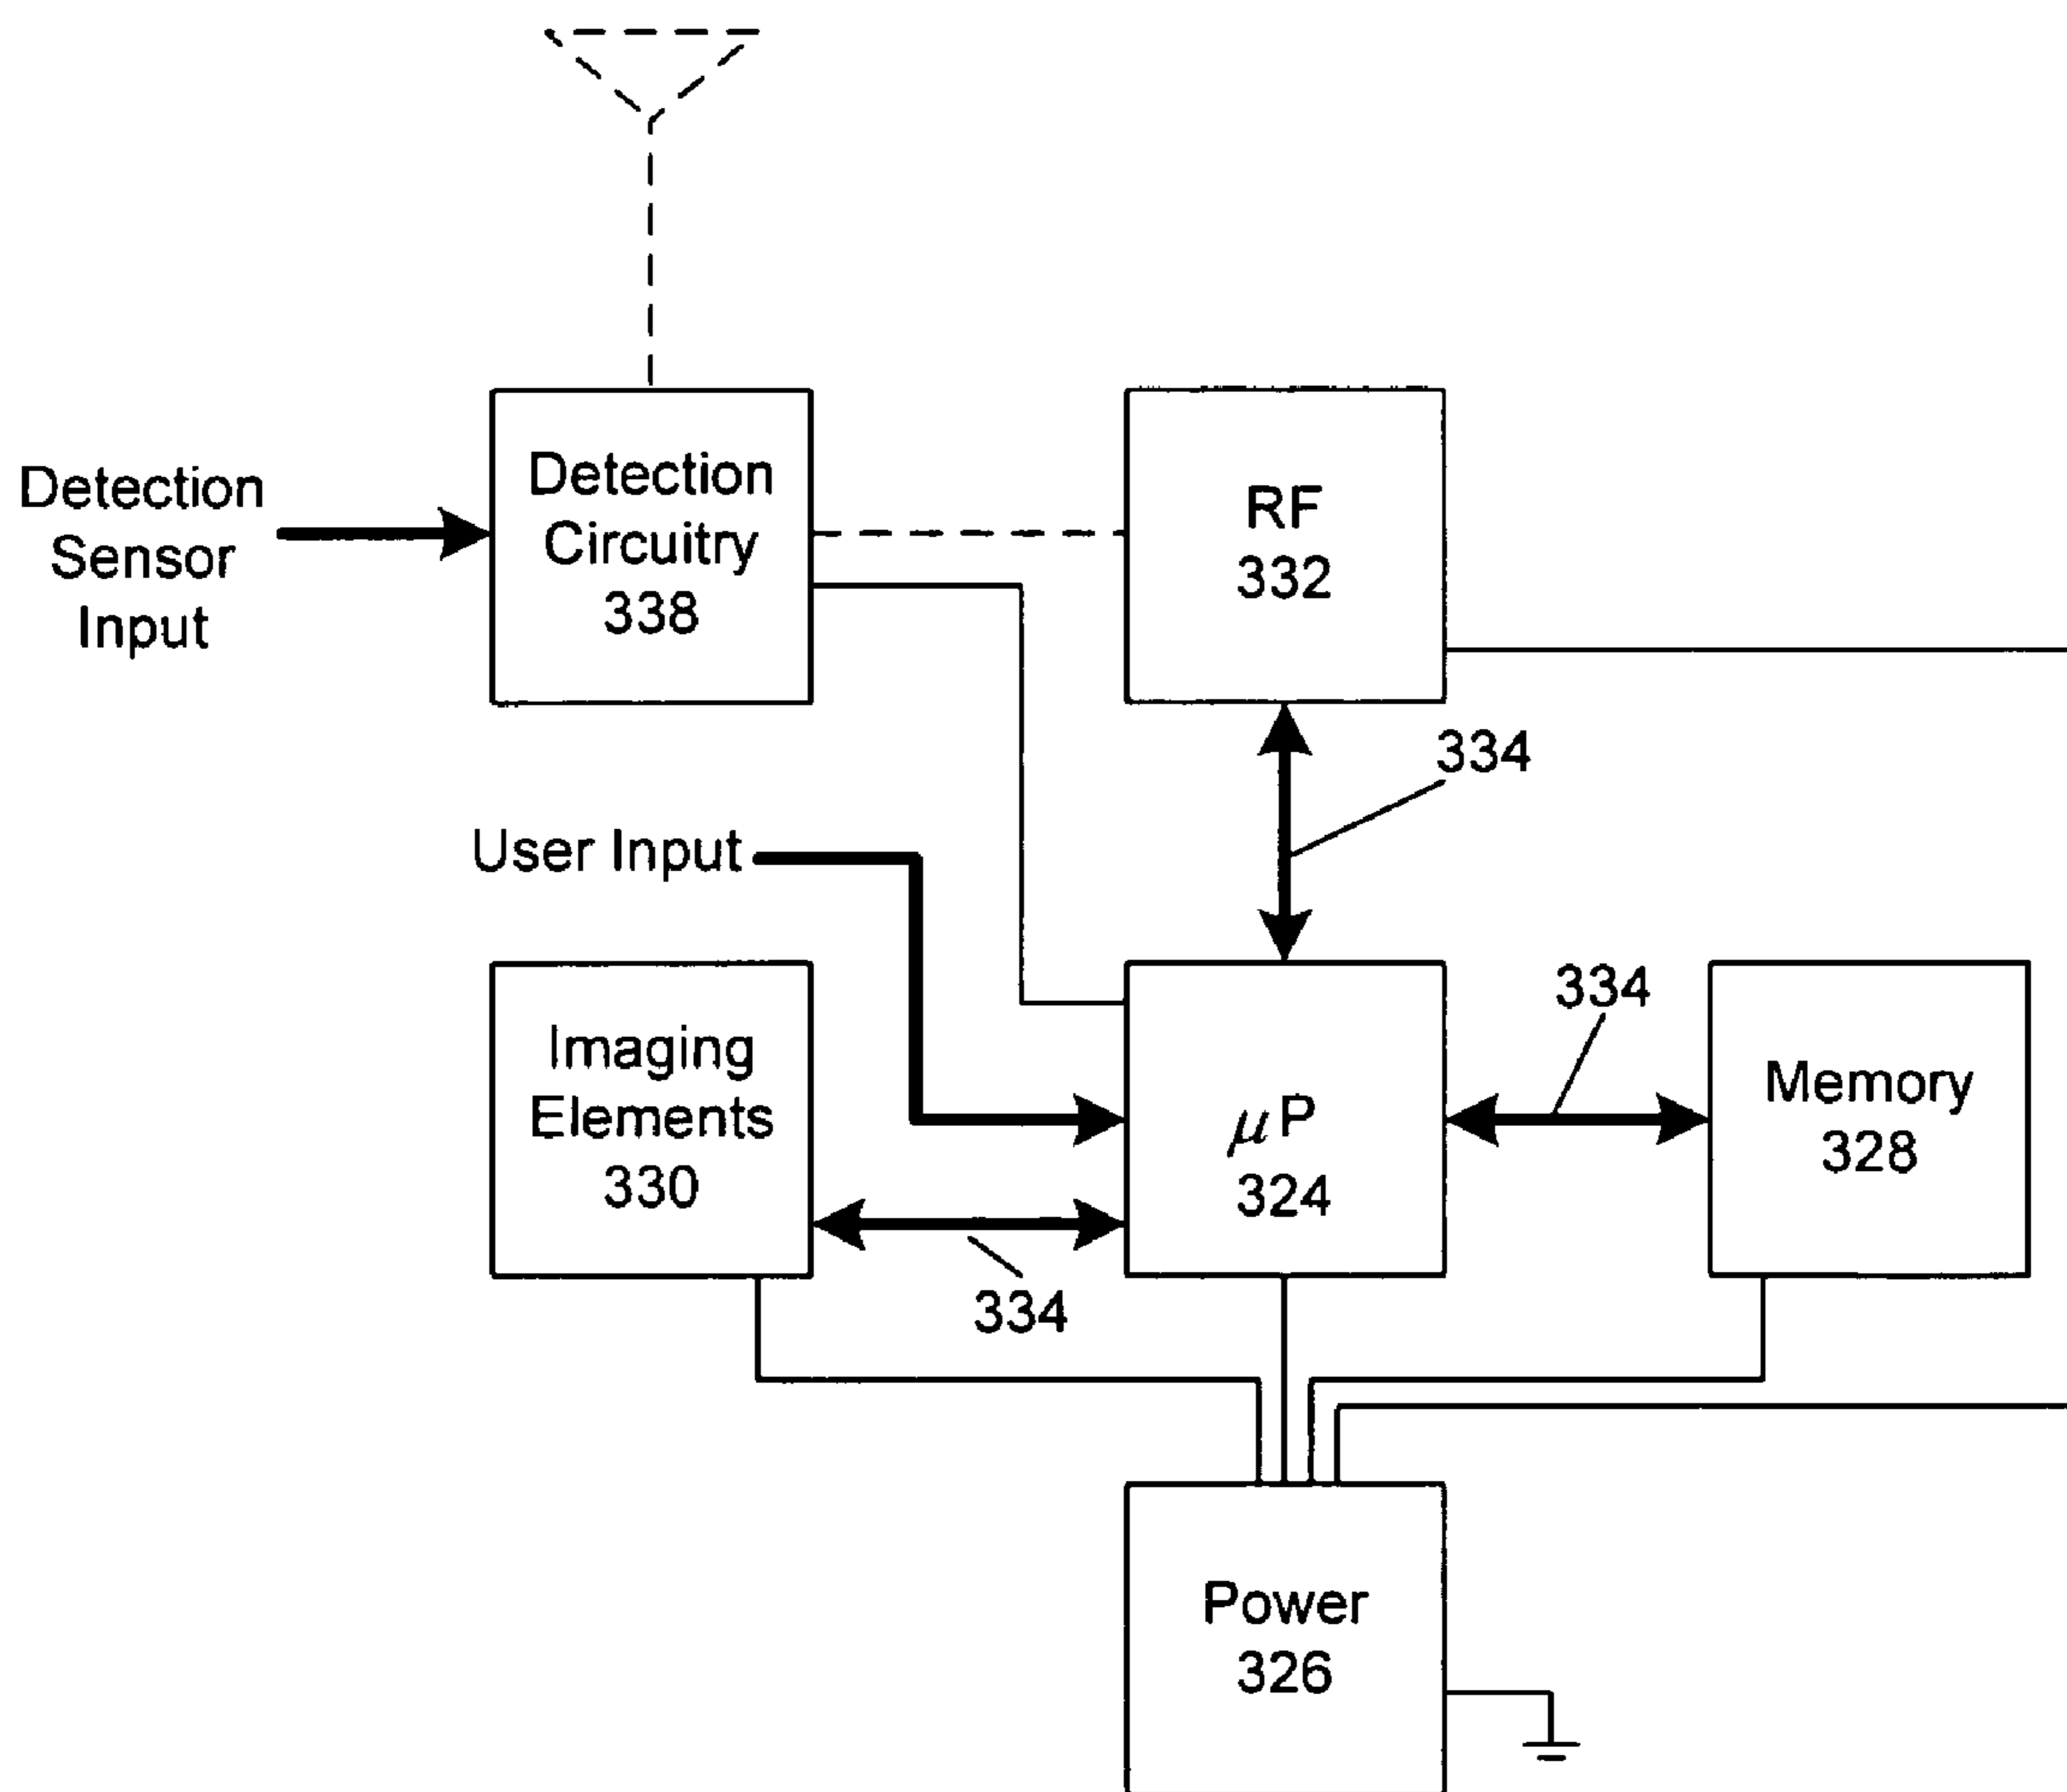 Detection
Sensor
Input
Detection
Circuitry
338
RF
332
334
User Input
Imaging
Elements
330
334
μP
324
334
Memory
328
Power
326